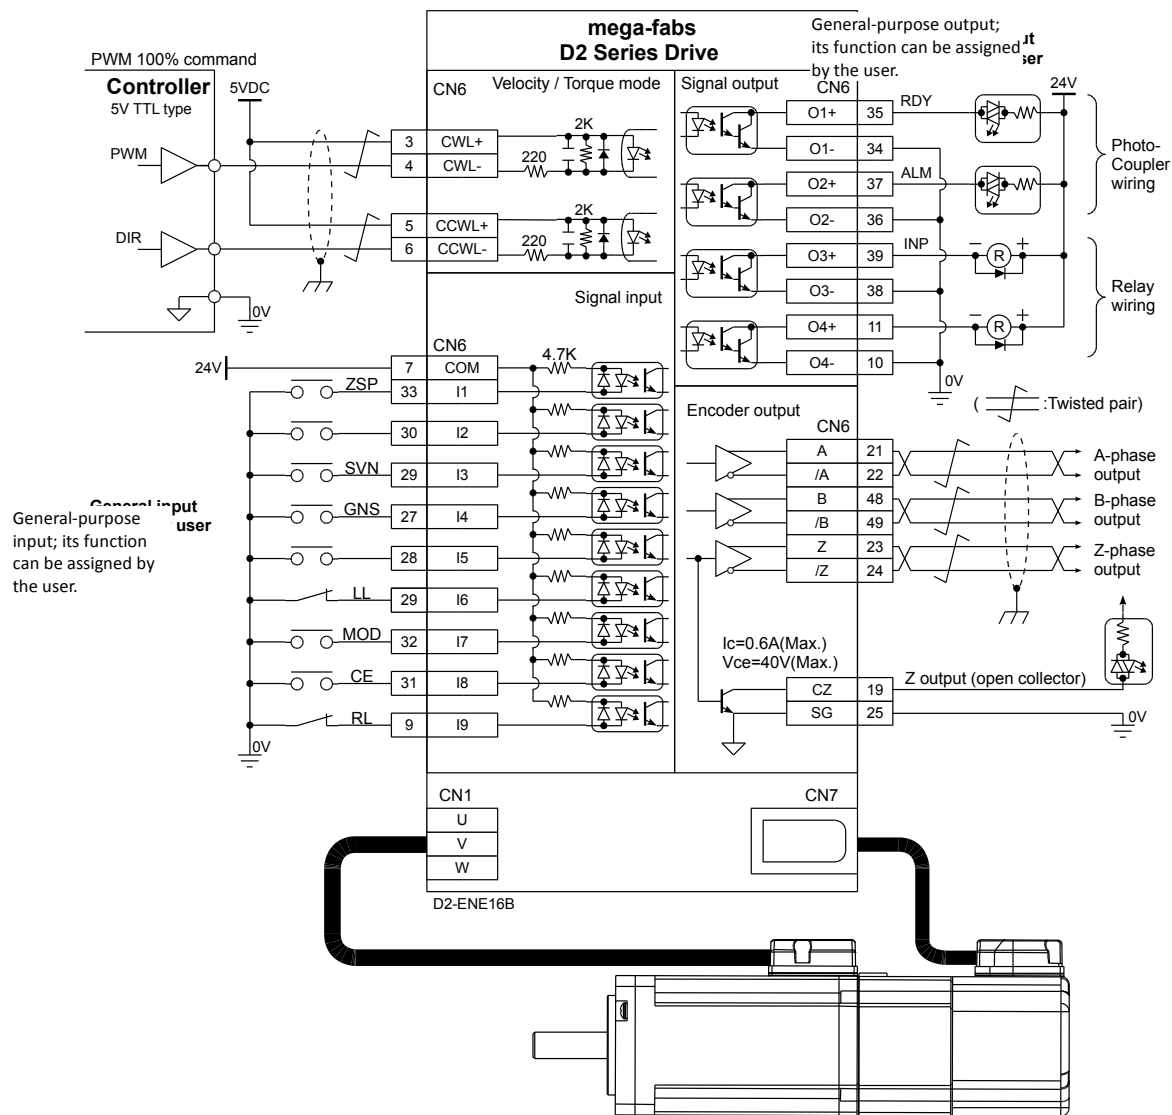 mega-fabs
D2 Series Drive
General-purpose output;
its function can be assigned
by the user.
PWM 100% command
Controller
5V TTL type
5VDC
PWM
DIR
0V
CN6
Velocity / Torque mode
3 CWL+
4 CWL-
220
2K
5 CCWL+
6 CCWL-
220
2K
Signal input
CN6
24V
7 COM
4.7K
ZSP
33 I1
30 I2
SVN
29 I3
GNS
27 I4
28 I5
LL
29 I6
MOD
32 I7
CE
31 I8
RL
9 I9
0V
General input
user
General-purpose
input; its function
can be assigned by
the user.
Signal output
CN6
24V
O1+ 35 RDY
O1- 34
O2+ 37 ALM
O2- 36
O3+ 39 INP
O3- 38
O4+ 11
O4- 10
R
R
0V
Photo-
Coupler
wiring
Relay
wiring
( :Twisted pair)
Encoder output
CN6
A 21
/A 22
B 48
/B 49
Z 23
/Z 24
A-phase
output
B-phase
output
Z-phase
output
Ic=0.6A(Max.)
Vce=40V(Max.)
CZ 19
SG 25
Z output (open collector)
0V
CN1
U
V
W
CN7
D2-ENE16B